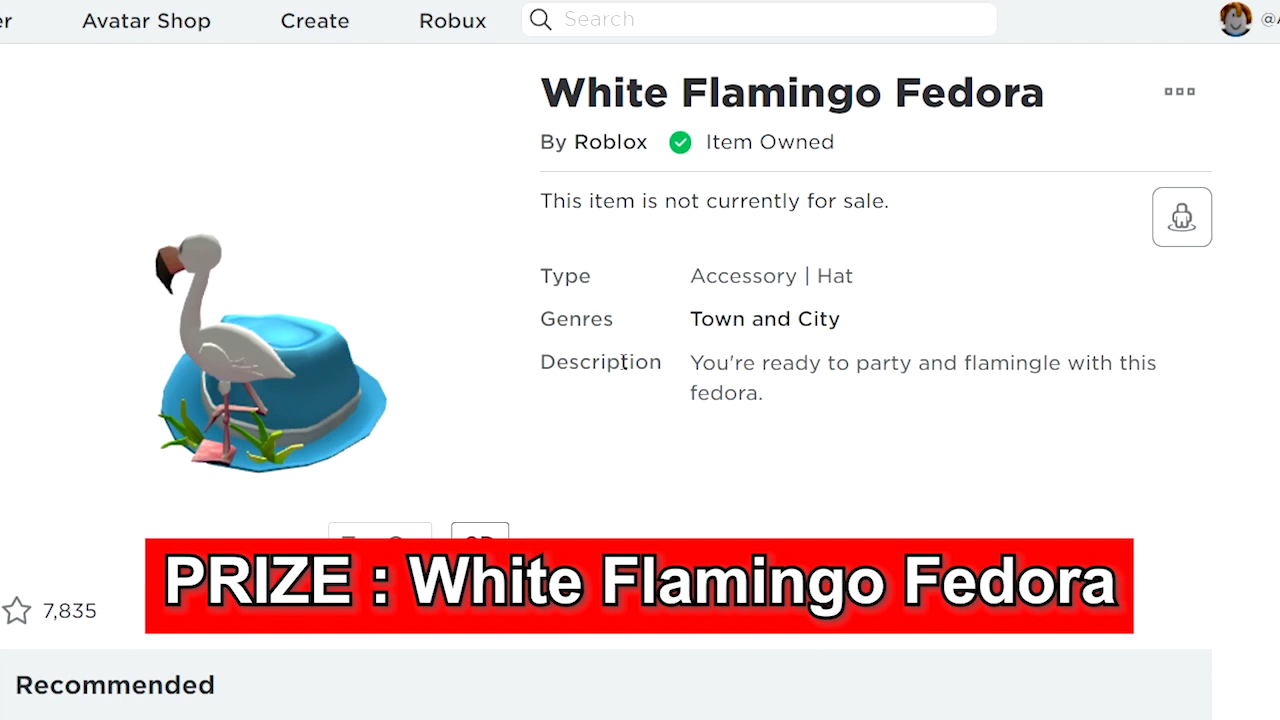 er Avatar Shop Create Robux Search @A
White Flamingo Fedora
By Roblox Item Owned
This item is not currently for sale.
Type Accessory | Hat
Genres Town and City
Description You're ready to party and flamingle with this
fedora.
PRIZE : White Flamingo Fedora
7,835
Recommended